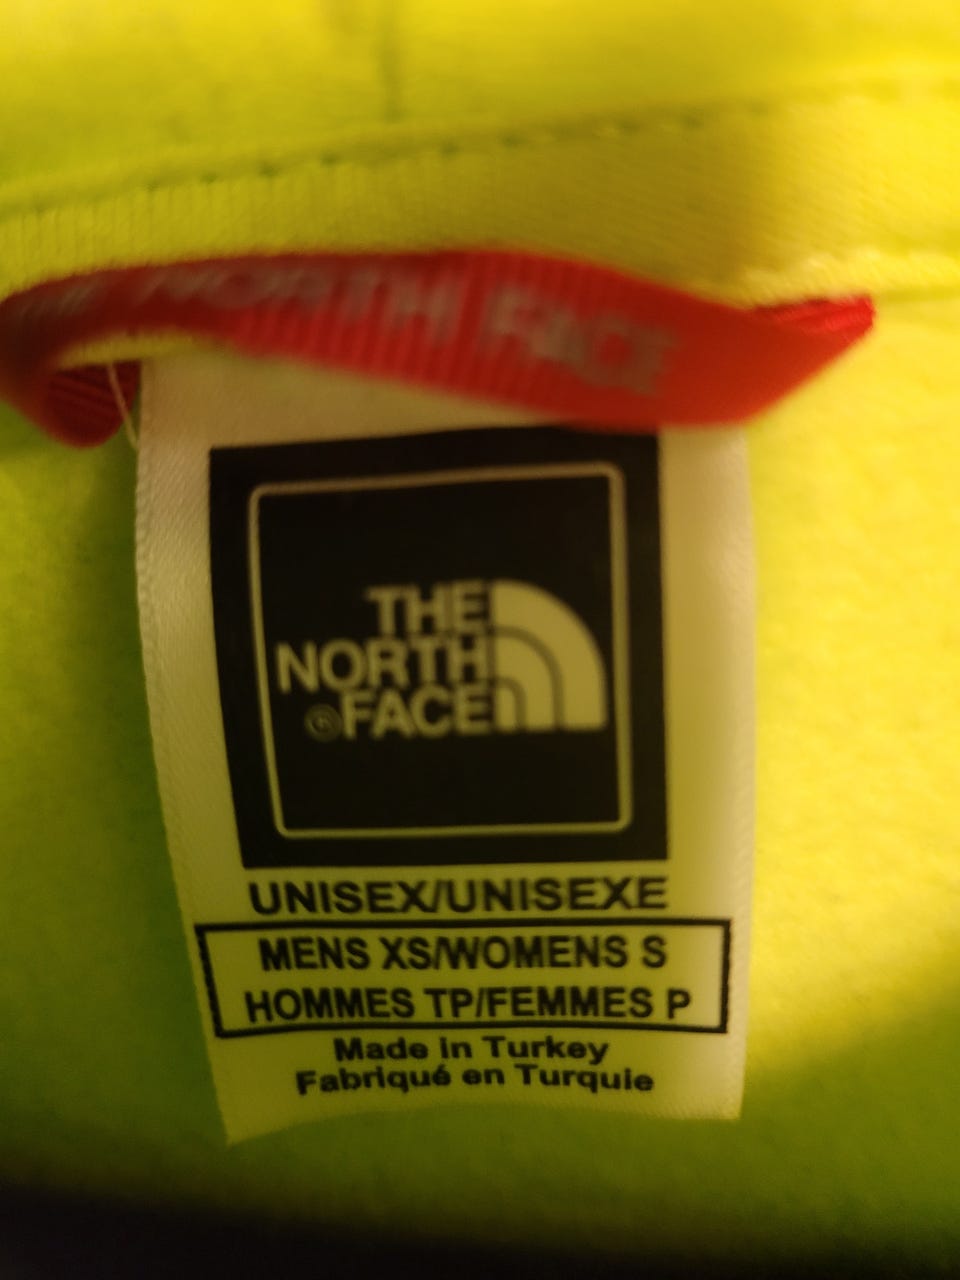 THE NORTH FACE
THE
NORTH
®FACE
UNISEX/UNISEXE
MENS XS/WOMENS S
HOMMES TP/FEMMES P
Made in Turkey
Fabriqué en Turquie